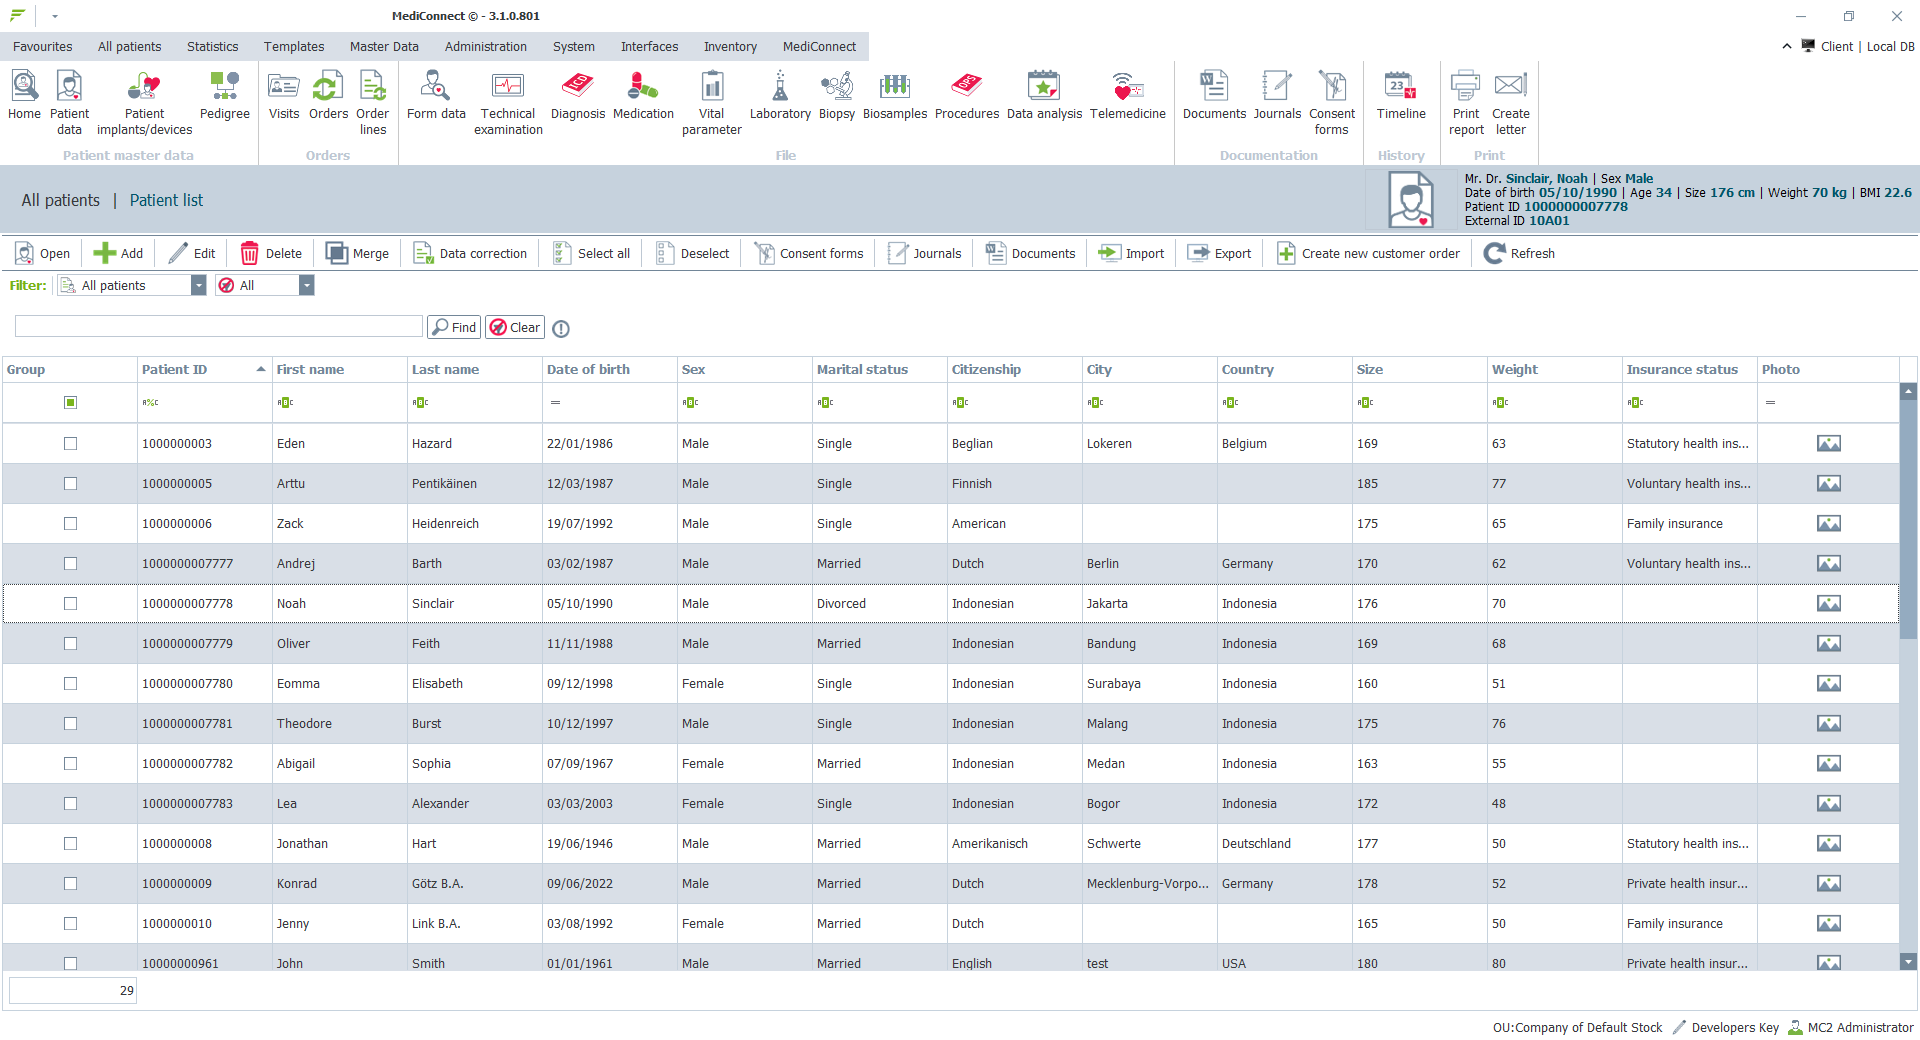 MediConnect © - 3.1.0.801
Favourites All patients Statistics Templates Master Data Administration System Interfaces Inventory MediConnect
Client | Local DB
Home Patient data Patient implants/devices Pedigree Visits Orders Order lines Form data Technical examination Diagnosis Medication Vital parameter Laboratory Biopsy Biosamples Procedures Data analysis Telemedicine Documents Journals Consent forms Timeline Print report Create letter
Patient master data Orders File Documentation History Print
All patients | Patient list
Mr. Dr. Sinclair, Noah | Sex Male
Date of birth 05/10/1990 | Age 34 | Size 176 cm | Weight 70 kg | BMI 22.6
Patient ID 1000000007778
External ID 10A01
Open Add Edit Delete Merge Data correction Select all Deselect Consent forms Journals Documents Import Export Create new customer order Refresh
Filter: All patients All
Find Clear
Group Patient ID First name Last name Date of birth Sex Marital status Citizenship City Country Size Weight Insurance status Photo
1000000003 Eden Hazard 22/01/1986 Male Single Beglian Lokeren Belgium 169 63 Statutory health ins...
1000000005 Arttu Pentikäinen 12/03/1987 Male Single Finnish 185 77 Voluntary health ins...
1000000006 Zack Heidenreich 19/07/1992 Male Single American 175 65 Family insurance
1000000007777 Andrej Barth 03/02/1987 Male Married Dutch Berlin Germany 170 62 Voluntary health ins...
1000000007778 Noah Sinclair 05/10/1990 Male Divorced Indonesian Jakarta Indonesia 176 70
1000000007779 Oliver Feith 11/11/1988 Male Married Indonesian Bandung Indonesia 169 68
1000000007780 Eomma Elisabeth 09/12/1998 Female Single Indonesian Surabaya Indonesia 160 51
1000000007781 Theodore Burst 10/12/1997 Male Single Indonesian Malang Indonesia 175 76
1000000007782 Abigail Sophia 07/09/1967 Female Married Indonesian Medan Indonesia 163 55
1000000007783 Lea Alexander 03/03/2003 Female Single Indonesian Bogor Indonesia 172 48
1000000008 Jonathan Hart 19/06/1946 Male Married Amerikanisch Schwerte Deutschland 177 50 Statutory health ins...
1000000009 Konrad Götz B.A. 09/06/2022 Male Married Dutch Mecklenburg-Vorpo... Germany 178 52 Private health insur...
1000000010 Jenny Link B.A. 03/08/1992 Female Married Dutch 165 50 Family insurance
10000000961 John Smith 01/01/1961 Male Married English test USA 180 80 Private health insur...
29
OU:Company of Default Stock Developers Key MC2 Administrator